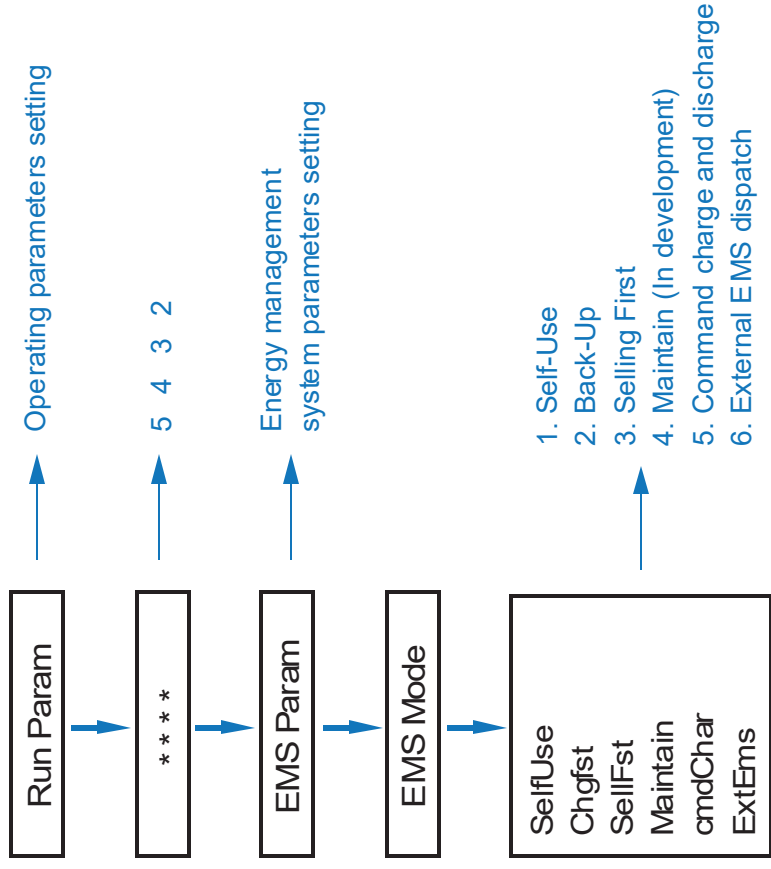 Run Param
Operating parameters setting
* * * *
5 4 3 2
EMS Param
Energy management
system parameters setting
EMS Mode
SelfUse
Chgfst
SellFst
Maintain
cmdChar
ExtEms
1. Self-Use
2. Back-Up
3. Selling First
4. Maintain (In development)
5. Command charge and discharge
6. External EMS dispatch